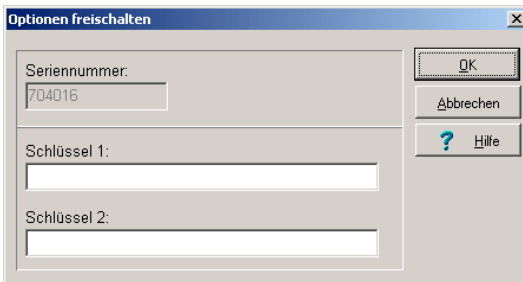 Optionen freischalten
Seriennummer:
704016
Schlüssel 1:
Schlüssel 2:
OK
Abbrechen
? Hilfe